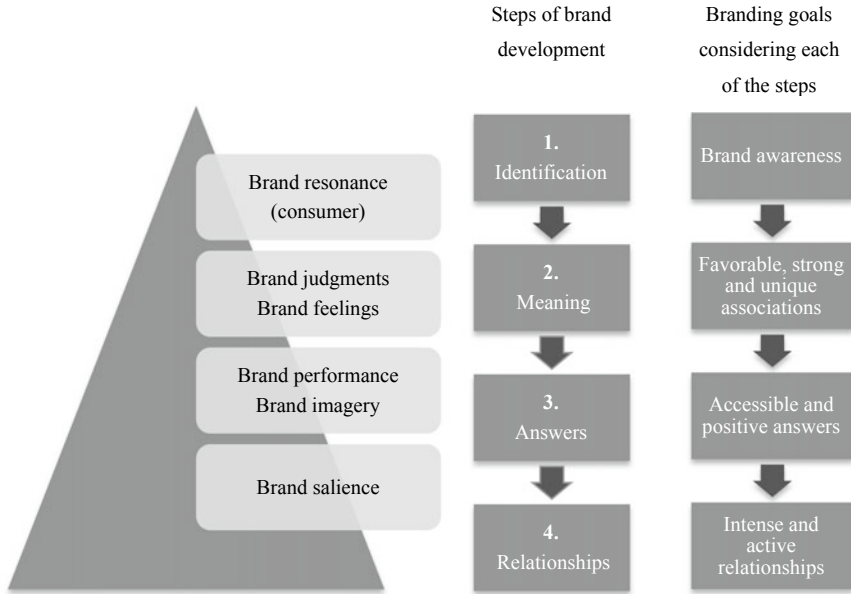 Steps of brand
development
Branding goals
considering each
of the steps
Brand resonance
(consumer)
Brand judgments
Brand feelings
Brand performance
Brand imagery
Brand salience
1.
Identification
2.
Meaning
3.
Answers
4.
Relationships
Brand awareness
Favorable, strong
and unique
associations
Accessible and
positive answers
Intense and
active
relationships